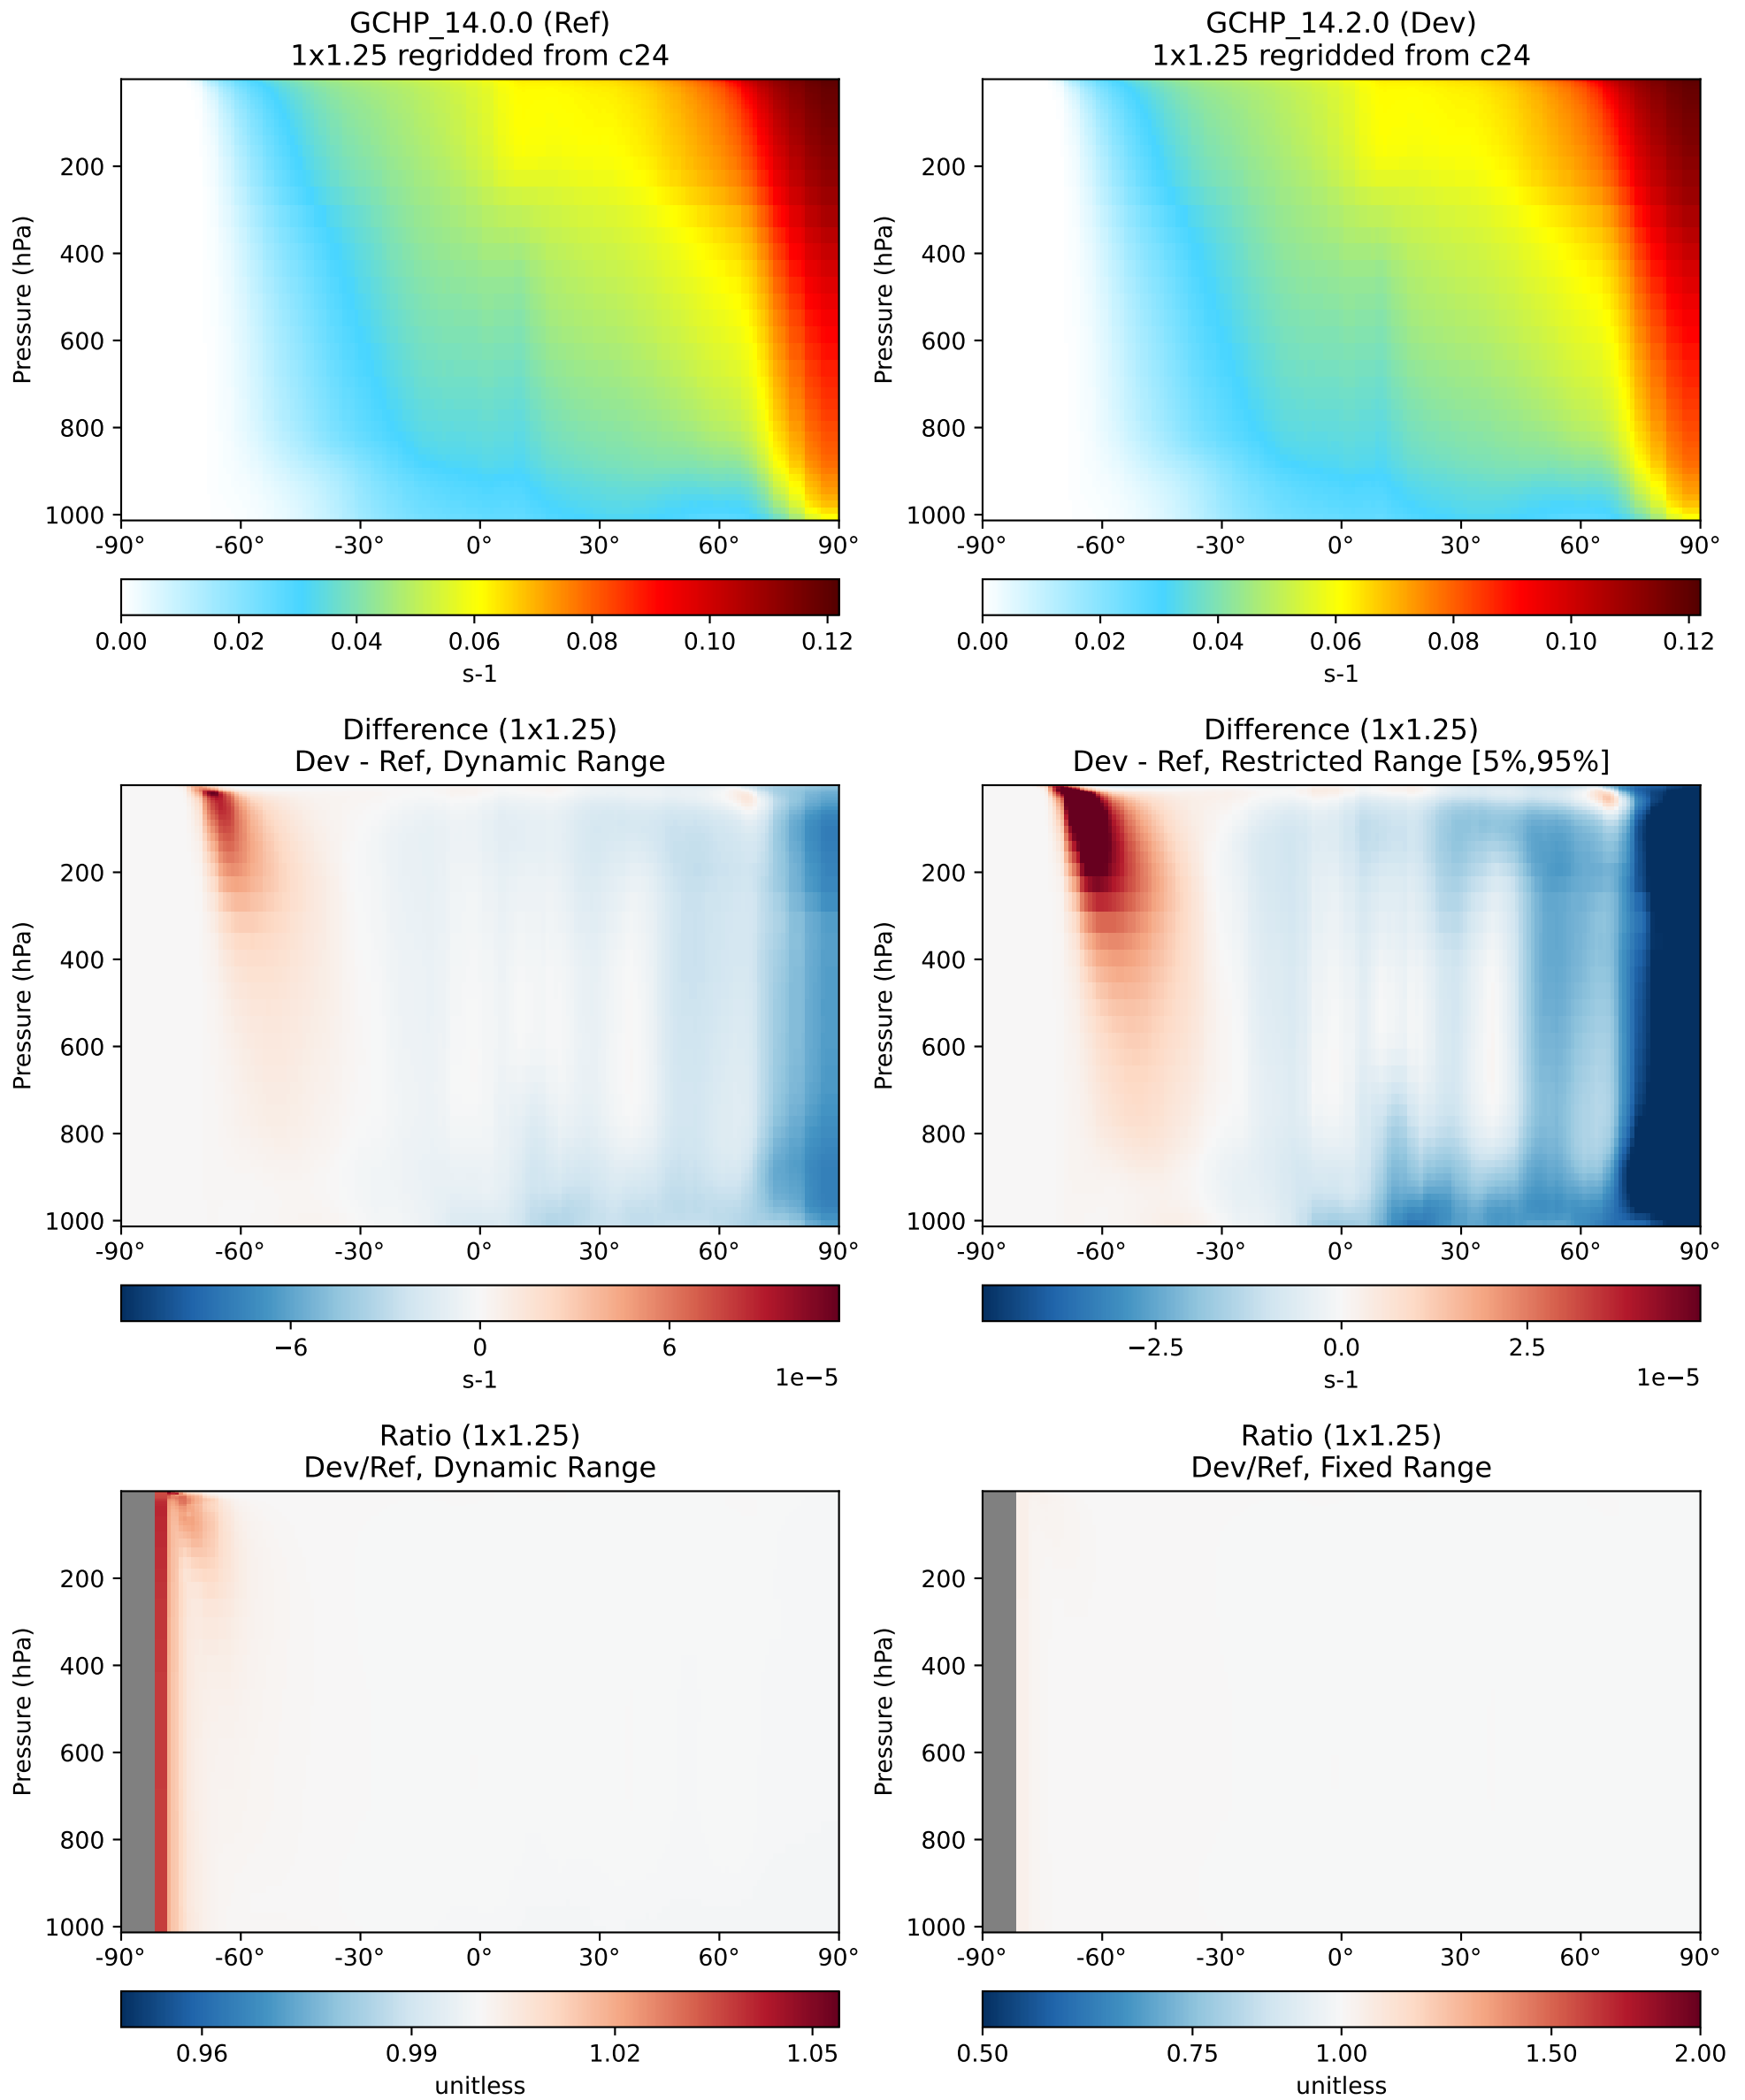 GCHP_14.0.0 (Ref)
1x1.25 regridded from c24
Pressure (hPa)
200
400
600
800
1000
-90° -60° -30° 0° 30° 60° 90°
0.00 0.02 0.04 0.06 0.08 0.10 0.12
s-1
GCHP_14.2.0 (Dev)
1x1.25 regridded from c24
Pressure (hPa)
200
400
600
800
1000
-90° -60° -30° 0° 30° 60° 90°
0.00 0.02 0.04 0.06 0.08 0.10 0.12
s-1
Difference (1x1.25)
Dev - Ref, Dynamic Range
Pressure (hPa)
200
400
600
800
1000
-90° -60° -30° 0° 30° 60° 90°
−6 0 6
s-1 1e−5
Difference (1x1.25)
Dev - Ref, Restricted Range [5%,95%]
Pressure (hPa)
200
400
600
800
1000
-90° -60° -30° 0° 30° 60° 90°
−2.5 0.0 2.5
s-1 1e−5
Ratio (1x1.25)
Dev/Ref, Dynamic Range
Pressure (hPa)
200
400
600
800
1000
-90° -60° -30° 0° 30° 60° 90°
0.96 0.99 1.02 1.05
unitless
Ratio (1x1.25)
Dev/Ref, Fixed Range
Pressure (hPa)
200
400
600
800
1000
-90° -60° -30° 0° 30° 60° 90°
0.50 0.75 1.00 1.50 2.00
unitless